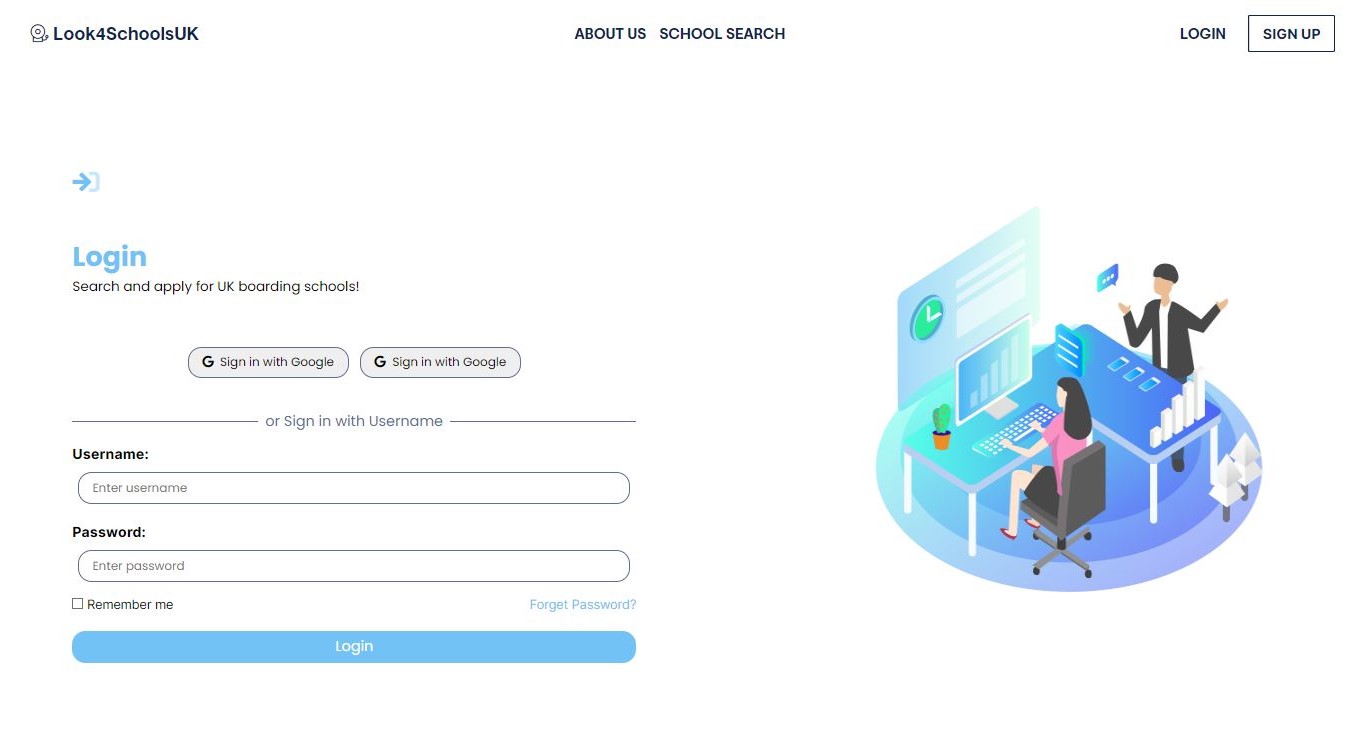 Look4SchoolsUK
ABOUT US SCHOOL SEARCH
LOGIN
SIGN UP
Login
Search and apply for UK boarding schools!
Sign in with Google
Sign in with Google
or Sign in with Username
Username:
Enter username
Password:
Enter password
Remember me
Forget Password?
Login